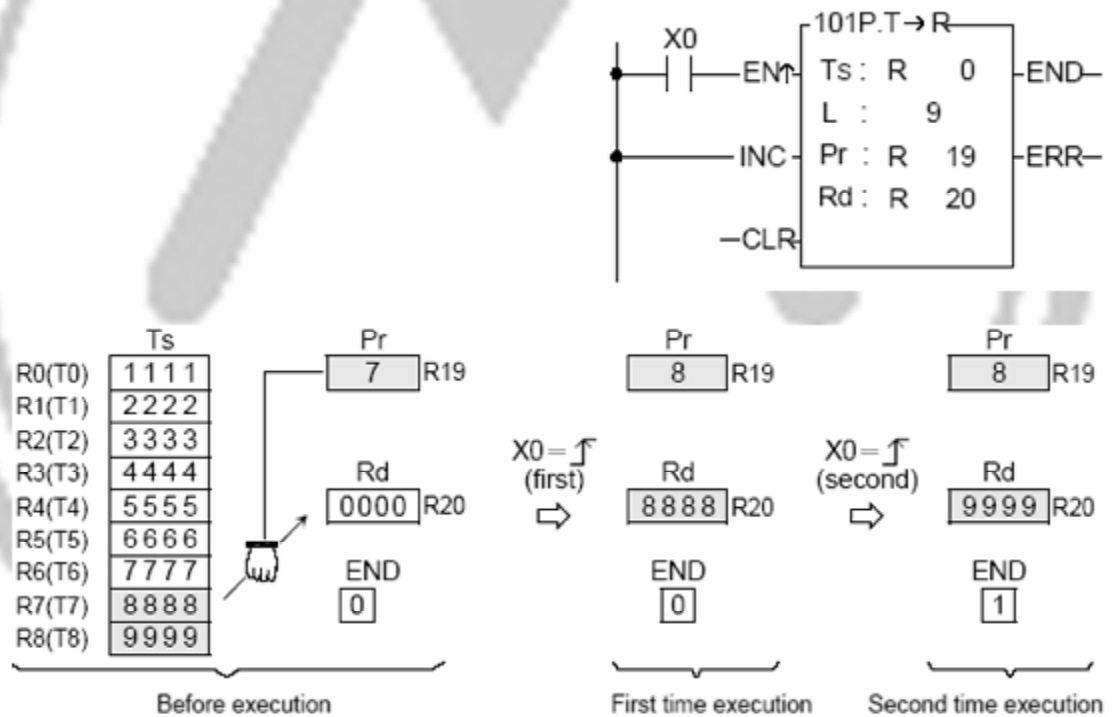 X0
101P.T→R
EN↑ Ts : R 0 END
L : 9
INC Pr : R 19 ERR
Rd : R 20
CLR
Ts Pr Pr Pr
R0(T0) 1111 7 R19 8 R19 8 R19
R1(T1) 2222
R2(T2) 3333
R3(T3) 4444
X0=↑ X0=↑
(first) (second)
Rd Rd Rd
R4(T4) 5555 0000 R20 8888 R20 9999 R20
R5(T5) 6666
R6(T6) 7777 END END END
R7(T7) 8888 0 0 1
R8(T8) 9999
Before execution First time execution Second time execution